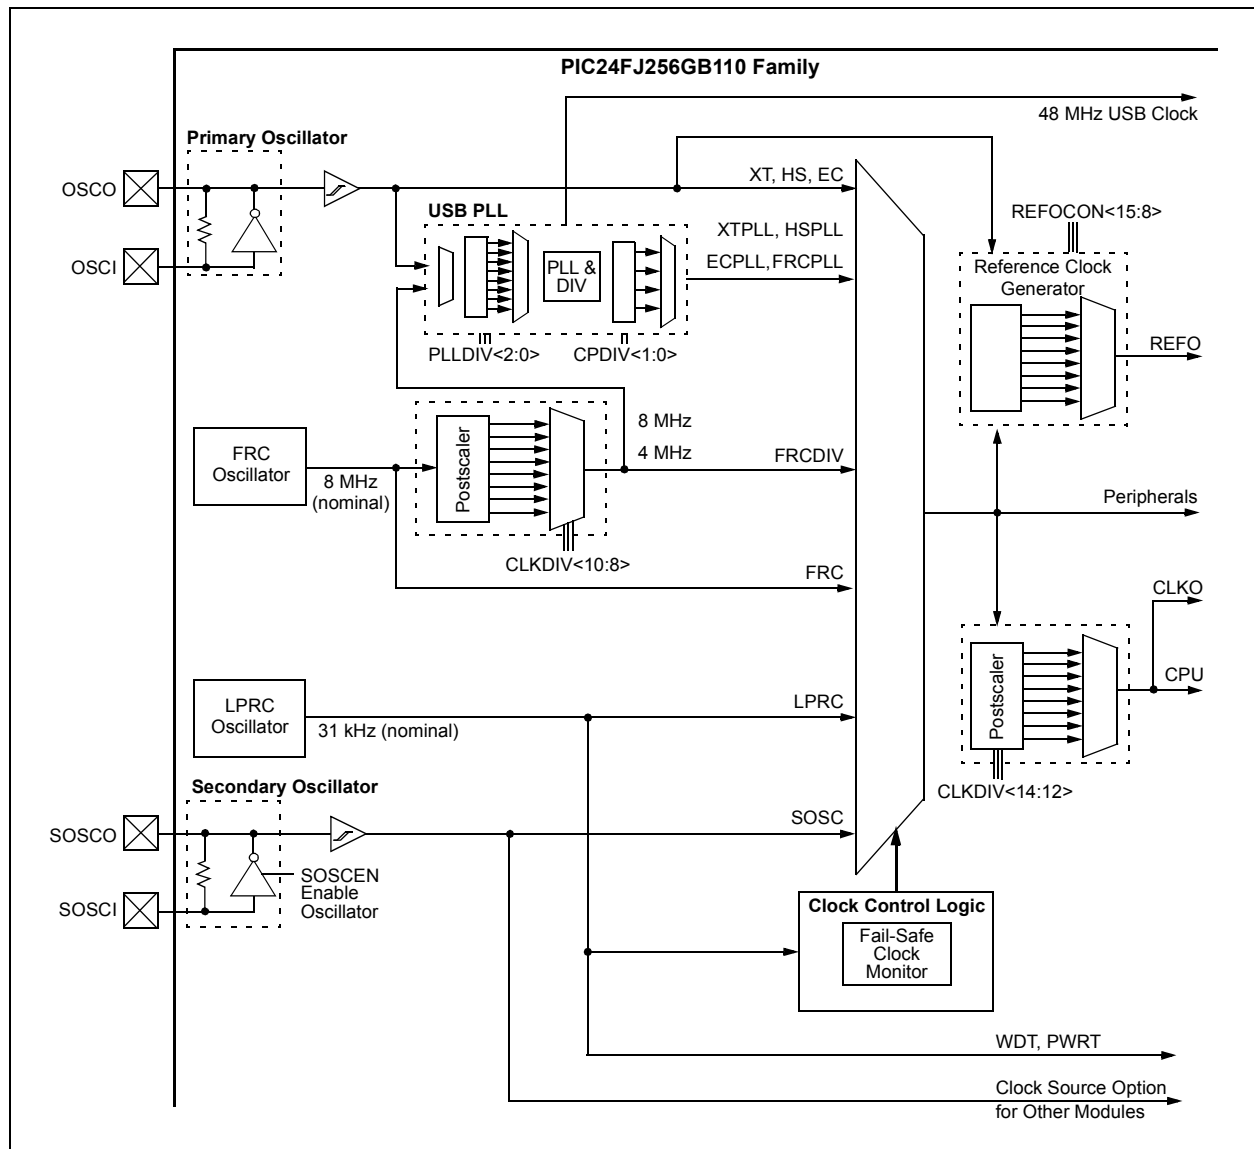 PIC24FJ256GB110 Family
48 MHz USB Clock
Primary Oscillator
OSCO
XT, HS, EC
USB PLL
REFOCON<15:8>
XTPLL, HSPLL
OSCI
ECPLL,FRCPLL
PLL &
DIV
Reference Clock
Generator
REFO
PLLDIV<2:0>
CPDIV<1:0>
8 MHz
4 MHz
FRC
Oscillator
8 MHz
(nominal)
Postscaler
FRCDIV
Peripherals
CLKDIV<10:8>
FRC
CLKO
CPU
Postscaler
LPRC
Oscillator
31 kHz (nominal)
LPRC
CLKDIV<14:12>
Secondary Oscillator
SOSCO
SOSC
SOSCEN
Enable
Oscillator
SOSCI
Clock Control Logic
Fail-Safe
Clock
Monitor
WDT, PWRT
Clock Source Option
for Other Modules